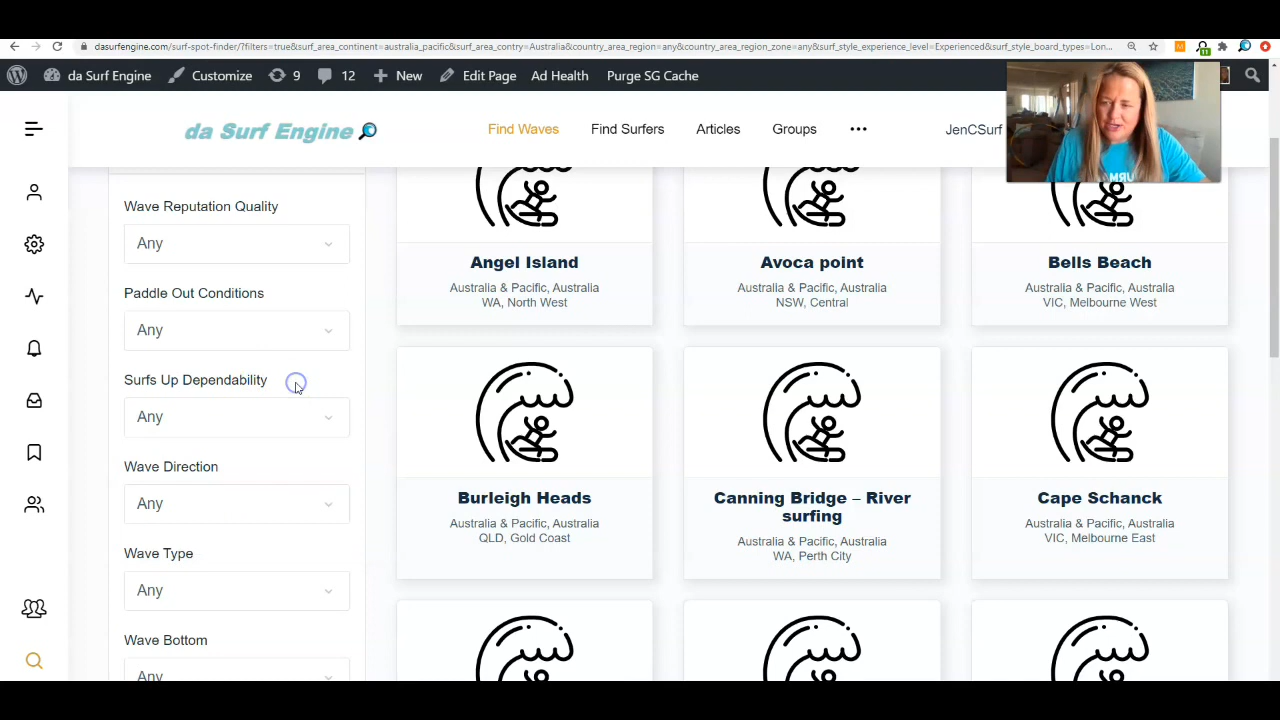 dasurfengine.com/surf-spot-finder/?filters=true&surf_area_continent=australia_pacific&surf_area_contry=Australia&country_area_region=any&country_area_region_zone=any&surf_style_experience_level=Experienced&surf_style_board_types=Lon...
da Surf Engine
Customize
9
12
New
Edit Page
Ad Health
Purge SG Cache
da Surf Engine
Find Waves
Find Surfers
Articles
Groups
JenCSurf
Wave Reputation Quality
Any
Paddle Out Conditions
Any
Surfs Up Dependability
Any
Wave Direction
Any
Wave Type
Any
Wave Bottom
Any
Angel Island
Australia & Pacific, Australia
WA, North West
Avoca point
Australia & Pacific, Australia
NSW, Central
Bells Beach
Australia & Pacific, Australia
VIC, Melbourne West
Burleigh Heads
Australia & Pacific, Australia
QLD, Gold Coast
Canning Bridge – River
surfing
Australia & Pacific, Australia
WA, Perth City
Cape Schanck
Australia & Pacific, Australia
VIC, Melbourne East